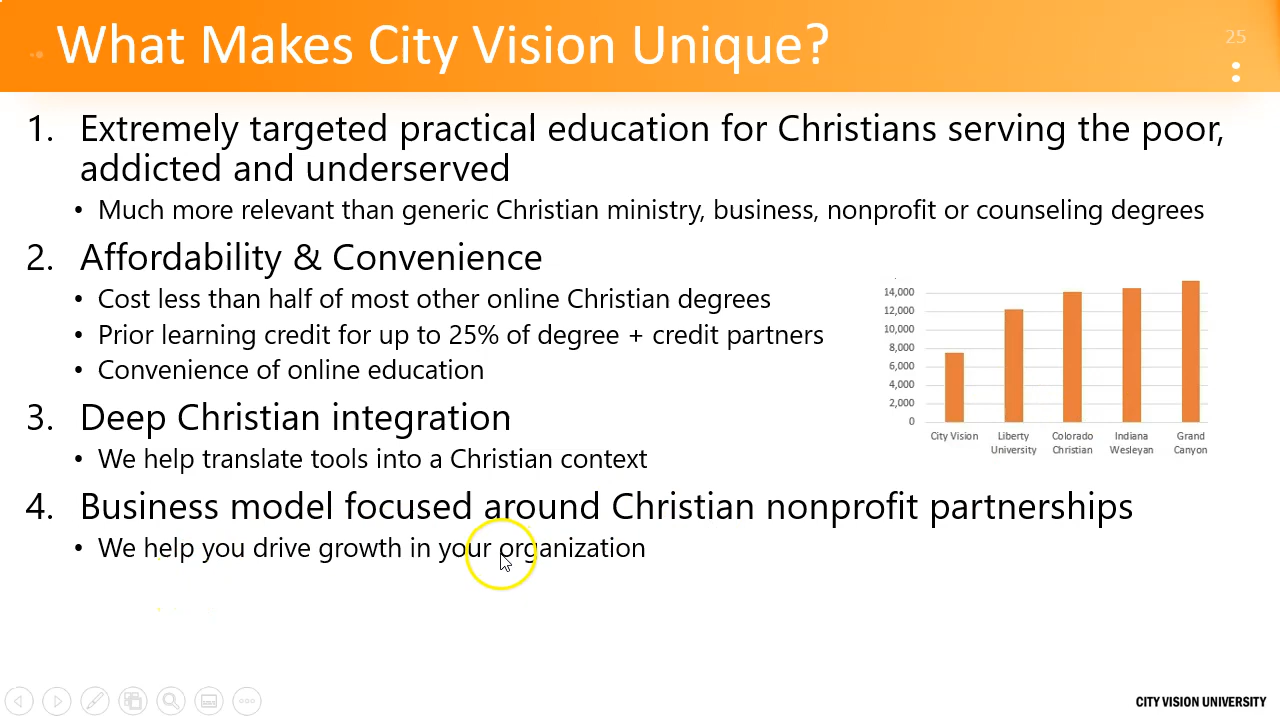 What Makes City Vision Unique?
25
1. Extremely targeted practical education for Christians serving the poor,
addicted and underserved
• Much more relevant than generic Christian ministry, business, nonprofit or counseling degrees
2. Affordability & Convenience
• Cost less than half of most other online Christian degrees
• Prior learning credit for up to 25% of degree + credit partners
• Convenience of online education
3. Deep Christian integration
• We help translate tools into a Christian context
4. Business model focused around Christian nonprofit partnerships
• We help you drive growth in your organization
14,000
12,000
10,000
8,000
6,000
4,000
2,000
0
City Vision
Liberty University
Colorado Christian
Indiana Wesleyan
Grand Canyon
CITY VISION UNIVERSITY